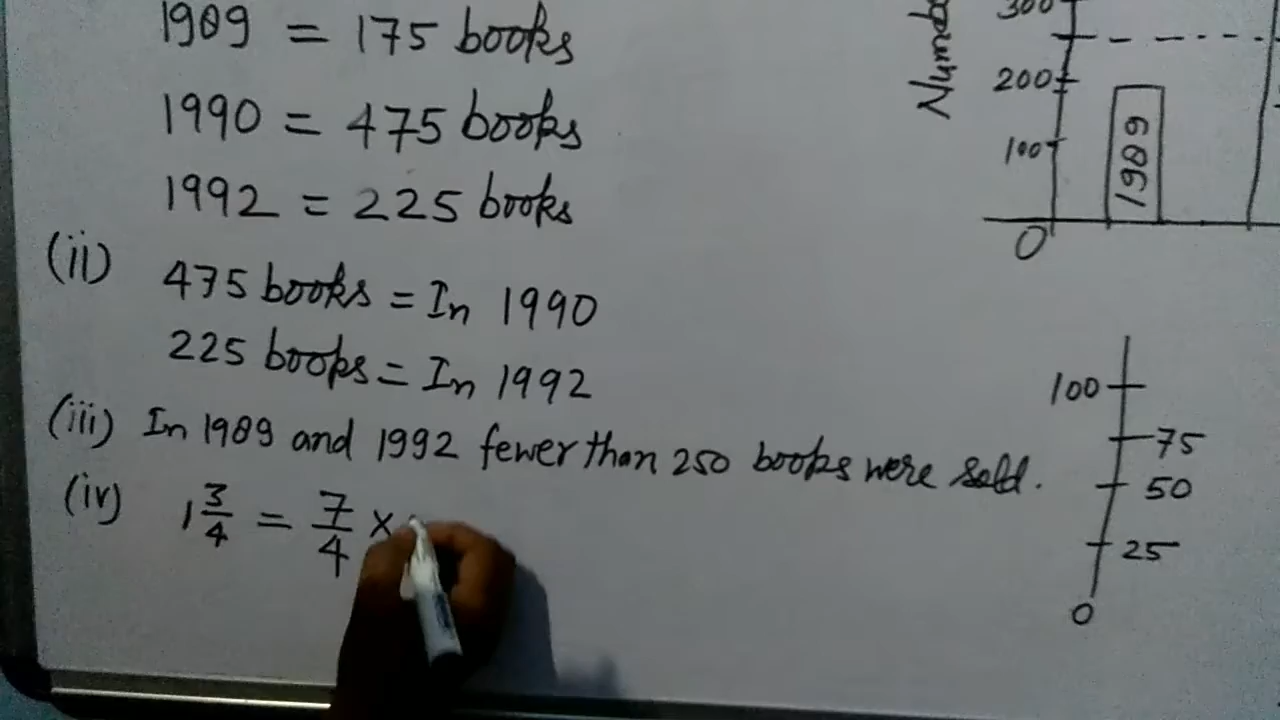 1989 = 175 books
1990 = 475 books
1992 = 225 books
(ii) 475 books = In 1990
225 books = In 1992
(iii) In 1989 and 1992 fewer than 250 books were sold.
(iv) 1 3/4 = 7/4 ×
300
200
100
0
1989
100
75
50
25
0